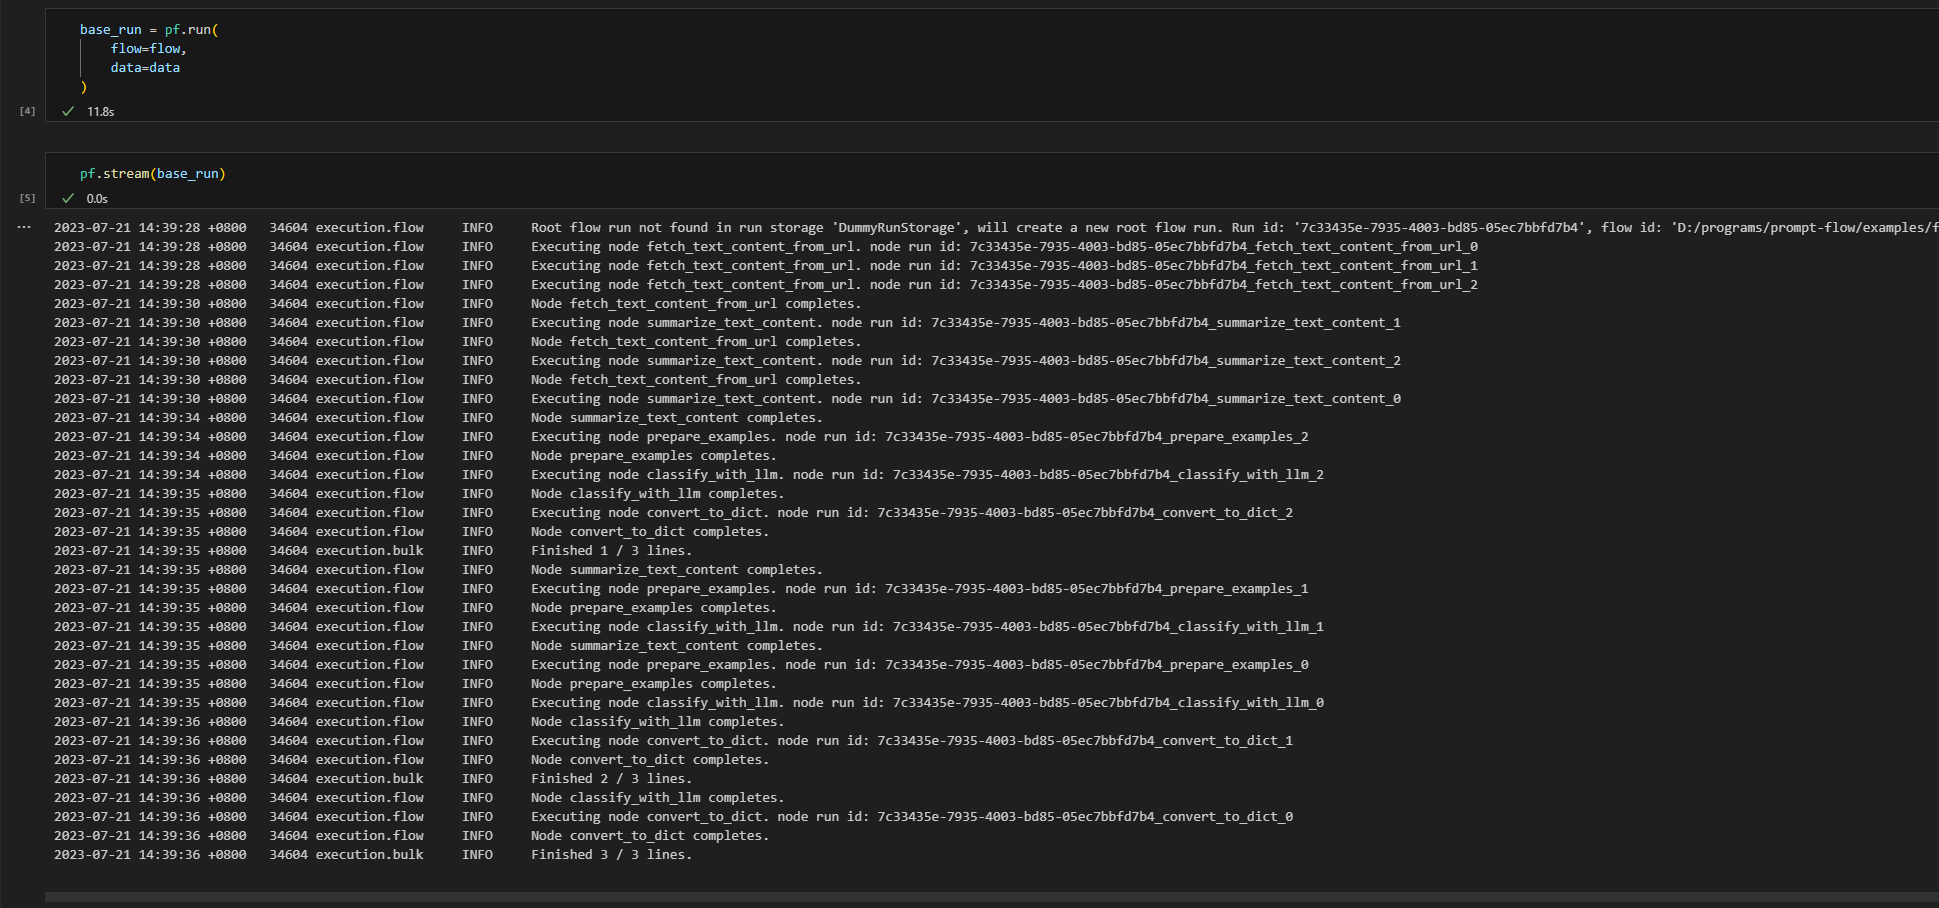 base_run = pf.run(
flow=flow,
data=data
)
[4] 11.8s
pf.stream(base_run)
[5] 0.0s
2023-07-21 14:39:28 +0800 34604 execution.flow INFO Root flow run not found in run storage 'DummyRunStorage', will create a new root flow run. Run id: '7c33435e-7935-4003-bd85-05ec7bbfd7b4', flow id: 'D:/programs/prompt-flow/examples/f
2023-07-21 14:39:28 +0800 34604 execution.flow INFO Executing node fetch_text_content_from_url. node run id: 7c33435e-7935-4003-bd85-05ec7bbfd7b4_fetch_text_content_from_url_0
2023-07-21 14:39:28 +0800 34604 execution.flow INFO Executing node fetch_text_content_from_url. node run id: 7c33435e-7935-4003-bd85-05ec7bbfd7b4_fetch_text_content_from_url_1
2023-07-21 14:39:28 +0800 34604 execution.flow INFO Executing node fetch_text_content_from_url. node run id: 7c33435e-7935-4003-bd85-05ec7bbfd7b4_fetch_text_content_from_url_2
2023-07-21 14:39:30 +0800 34604 execution.flow INFO Node fetch_text_content_from_url completes.
2023-07-21 14:39:30 +0800 34604 execution.flow INFO Executing node summarize_text_content. node run id: 7c33435e-7935-4003-bd85-05ec7bbfd7b4_summarize_text_content_1
2023-07-21 14:39:30 +0800 34604 execution.flow INFO Node fetch_text_content_from_url completes.
2023-07-21 14:39:30 +0800 34604 execution.flow INFO Executing node summarize_text_content. node run id: 7c33435e-7935-4003-bd85-05ec7bbfd7b4_summarize_text_content_2
2023-07-21 14:39:30 +0800 34604 execution.flow INFO Node fetch_text_content_from_url completes.
2023-07-21 14:39:30 +0800 34604 execution.flow INFO Executing node summarize_text_content. node run id: 7c33435e-7935-4003-bd85-05ec7bbfd7b4_summarize_text_content_0
2023-07-21 14:39:34 +0800 34604 execution.flow INFO Node summarize_text_content completes.
2023-07-21 14:39:34 +0800 34604 execution.flow INFO Executing node prepare_examples. node run id: 7c33435e-7935-4003-bd85-05ec7bbfd7b4_prepare_examples_2
2023-07-21 14:39:34 +0800 34604 execution.flow INFO Node prepare_examples completes.
2023-07-21 14:39:34 +0800 34604 execution.flow INFO Executing node classify_with_llm. node run id: 7c33435e-7935-4003-bd85-05ec7bbfd7b4_classify_with_llm_2
2023-07-21 14:39:35 +0800 34604 execution.flow INFO Node classify_with_llm completes.
2023-07-21 14:39:35 +0800 34604 execution.flow INFO Executing node convert_to_dict. node run id: 7c33435e-7935-4003-bd85-05ec7bbfd7b4_convert_to_dict_2
2023-07-21 14:39:35 +0800 34604 execution.flow INFO Node convert_to_dict completes.
2023-07-21 14:39:35 +0800 34604 execution.bulk INFO Finished 1 / 3 lines.
2023-07-21 14:39:35 +0800 34604 execution.flow INFO Node summarize_text_content completes.
2023-07-21 14:39:35 +0800 34604 execution.flow INFO Executing node prepare_examples. node run id: 7c33435e-7935-4003-bd85-05ec7bbfd7b4_prepare_examples_1
2023-07-21 14:39:35 +0800 34604 execution.flow INFO Node prepare_examples completes.
2023-07-21 14:39:35 +0800 34604 execution.flow INFO Executing node classify_with_llm. node run id: 7c33435e-7935-4003-bd85-05ec7bbfd7b4_classify_with_llm_1
2023-07-21 14:39:35 +0800 34604 execution.flow INFO Node summarize_text_content completes.
2023-07-21 14:39:35 +0800 34604 execution.flow INFO Executing node prepare_examples. node run id: 7c33435e-7935-4003-bd85-05ec7bbfd7b4_prepare_examples_0
2023-07-21 14:39:35 +0800 34604 execution.flow INFO Node prepare_examples completes.
2023-07-21 14:39:35 +0800 34604 execution.flow INFO Executing node classify_with_llm. node run id: 7c33435e-7935-4003-bd85-05ec7bbfd7b4_classify_with_llm_0
2023-07-21 14:39:36 +0800 34604 execution.flow INFO Node classify_with_llm completes.
2023-07-21 14:39:36 +0800 34604 execution.flow INFO Executing node convert_to_dict. node run id: 7c33435e-7935-4003-bd85-05ec7bbfd7b4_convert_to_dict_1
2023-07-21 14:39:36 +0800 34604 execution.flow INFO Node convert_to_dict completes.
2023-07-21 14:39:36 +0800 34604 execution.bulk INFO Finished 2 / 3 lines.
2023-07-21 14:39:36 +0800 34604 execution.flow INFO Node classify_with_llm completes.
2023-07-21 14:39:36 +0800 34604 execution.flow INFO Executing node convert_to_dict. node run id: 7c33435e-7935-4003-bd85-05ec7bbfd7b4_convert_to_dict_0
2023-07-21 14:39:36 +0800 34604 execution.flow INFO Node convert_to_dict completes.
2023-07-21 14:39:36 +0800 34604 execution.bulk INFO Finished 3 / 3 lines.